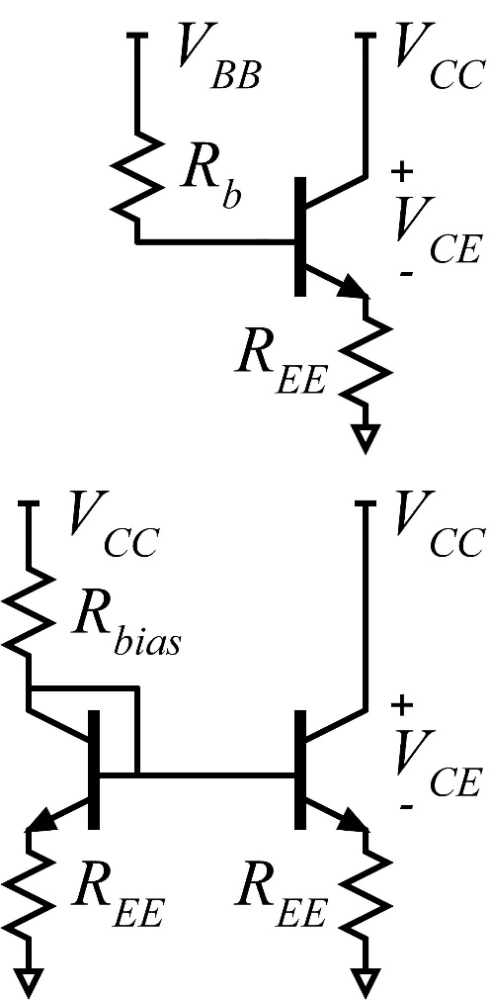 V_BB V_CC
R_b
+
V_CE
-
R_EE
V_CC V_CC
R_bias
+
V_CE
-
R_EE R_EE